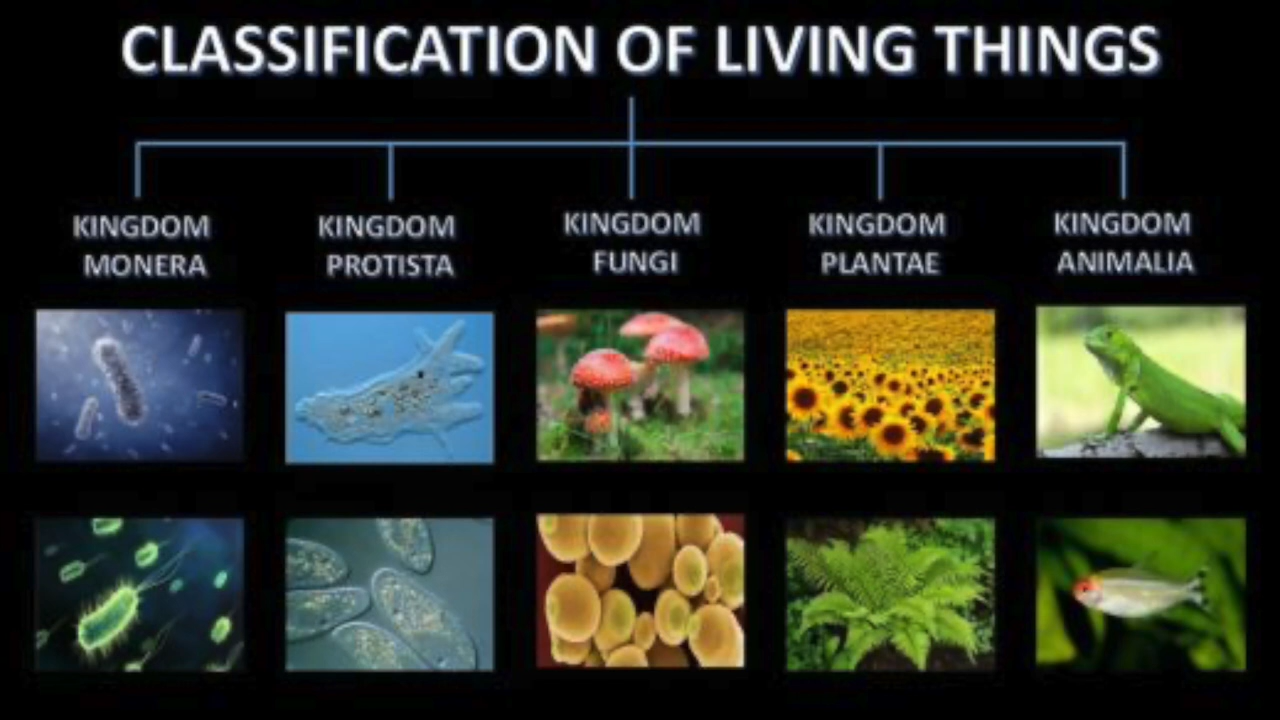 CLASSIFICATION OF LIVING THINGS
KINGDOM
MONERA
KINGDOM
PROTISTA
KINGDOM
FUNGI
KINGDOM
PLANTAE
KINGDOM
ANIMALIA